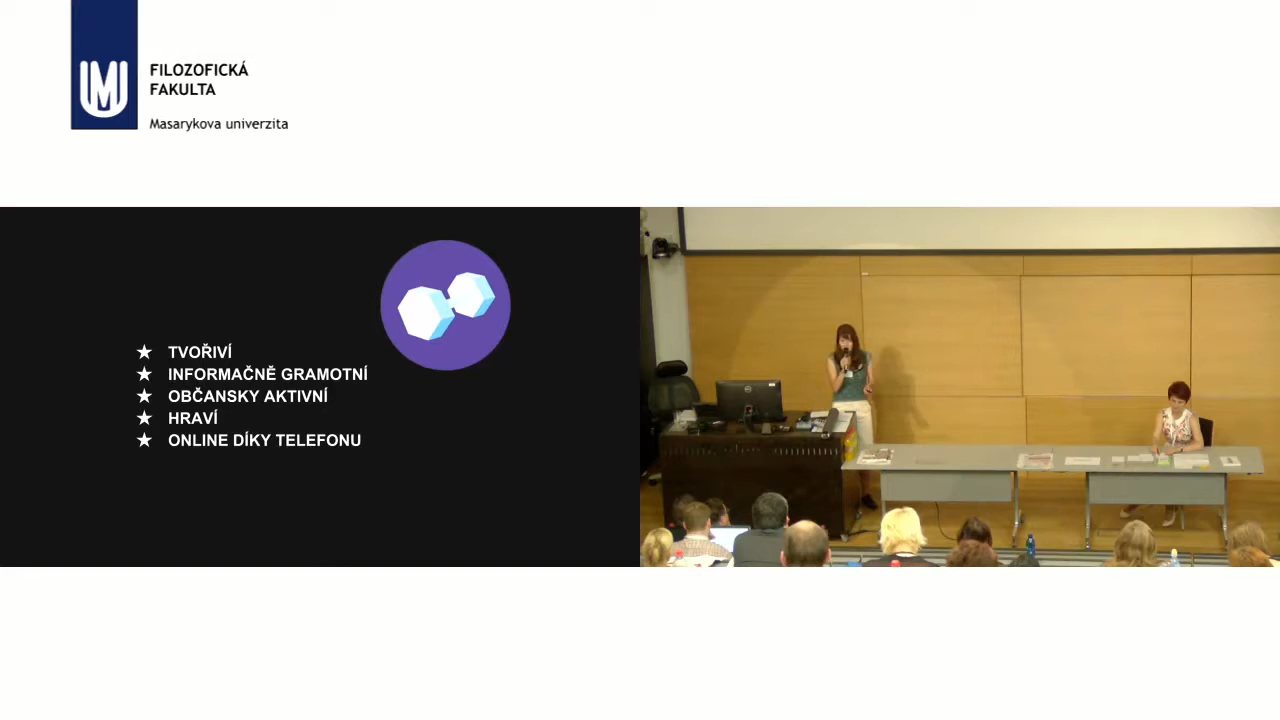 FILOZOFICKÁ
FAKULTA
Masarykova univerzita
★ TVOŘIVÍ
★ INFORMAČNĚ GRAMOTNÍ
★ OBČANSKY AKTIVNÍ
★ HRAVÍ
★ ONLINE DÍKY TELEFONU